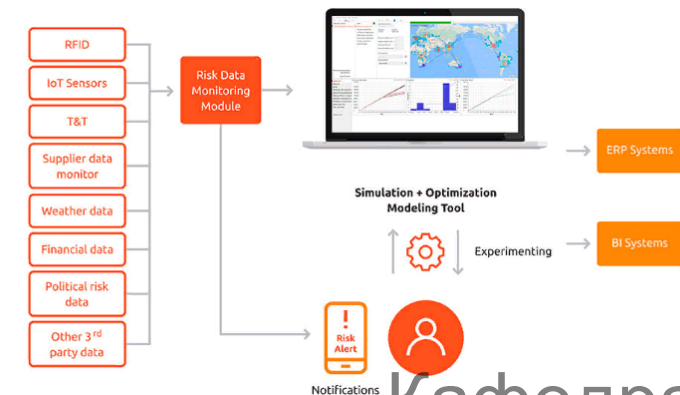 RFID
IoT Sensors
T&T
Supplier data
monitor
Weather data
Financial data
Political risk
data
Other 3rd
party data
Risk Data
Monitoring
Module
Simulation + Optimization
Modeling Tool
Experimenting
ERP Systems
BI Systems
!
Risk
Alert
Notifications